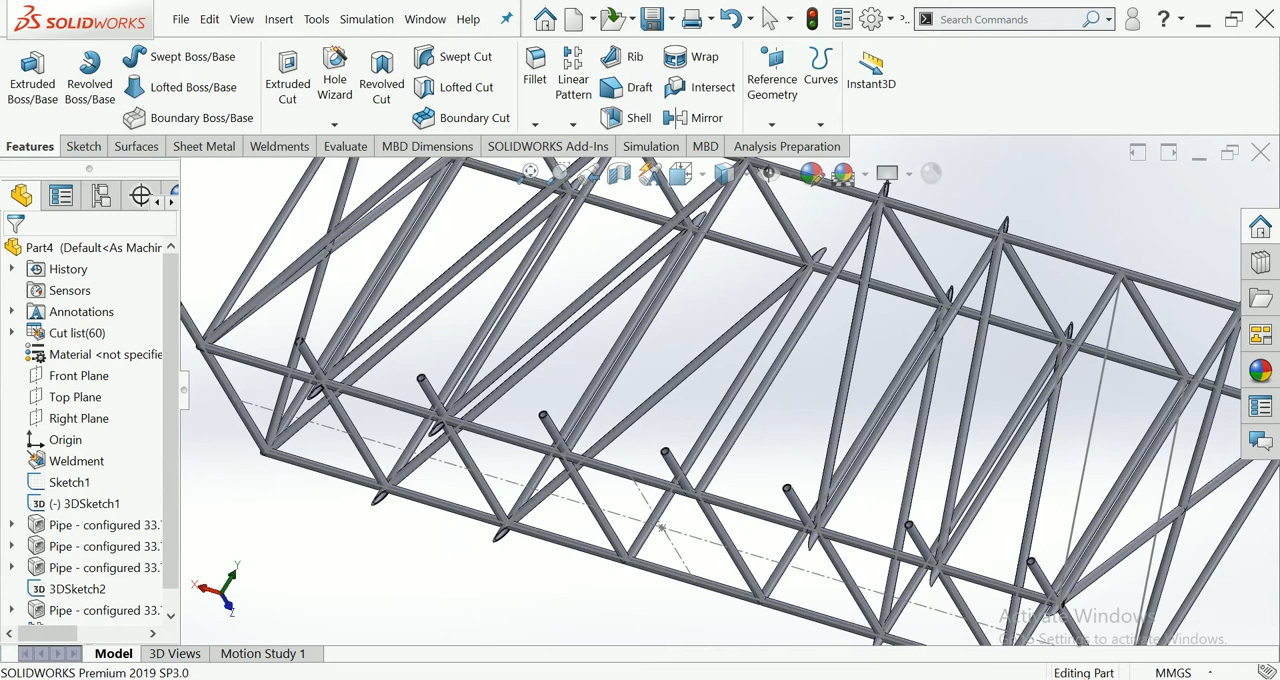 SOLIDWORKS
File Edit View Insert Tools Simulation Window Help
Search Commands
Extruded Boss/Base
Revolved Boss/Base
Swept Boss/Base
Lofted Boss/Base
Boundary Boss/Base
Extruded Cut
Hole Wizard
Revolved Cut
Swept Cut
Lofted Cut
Boundary Cut
Fillet
Linear Pattern
Rib
Draft
Shell
Wrap
Intersect
Mirror
Reference Geometry
Curves
Instant3D
Features Sketch Surfaces Sheet Metal Weldments Evaluate MBD Dimensions SOLIDWORKS Add-Ins Simulation MBD Analysis Preparation
Part4 (Default<As Machin
History
Sensors
Annotations
Cut list(60)
Material <not specifie
Front Plane
Top Plane
Right Plane
Origin
Weldment
Sketch1
3D (-) 3DSketch1
Pipe - configured 33.
Pipe - configured 33.
Pipe - configured 33.
3D 3DSketch2
Pipe - configured 33.
X Y Z
Activate Windows
Go to Settings to activate Windows.
Model 3D Views Motion Study 1
SOLIDWORKS Premium 2019 SP3.0
Editing Part MMGS